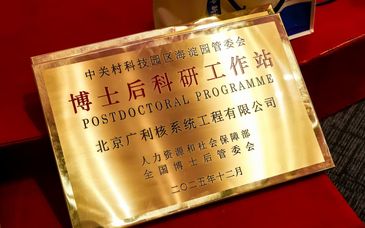 中关村科技园区海淀园管委会
博士后科研工作站
POSTDOCTORAL PROGRAMME
北京广利核系统工程有限公司
人力资源和社会保障部
全国博士后管委会
二〇二五年十二月